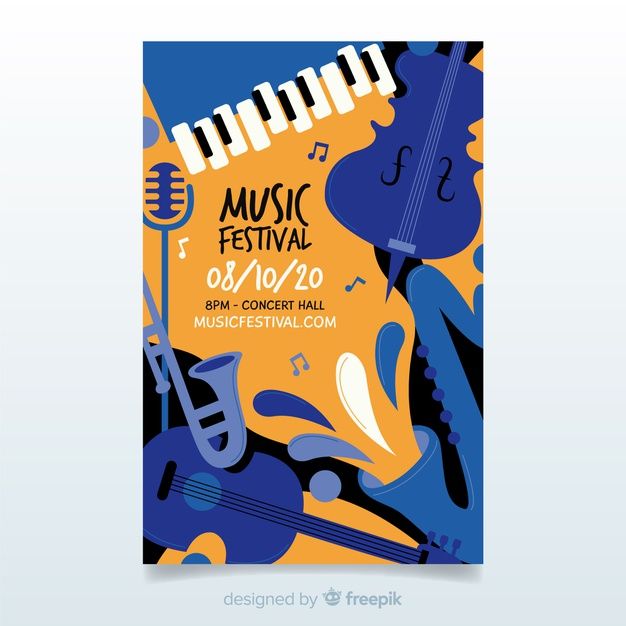 MUSIC
FESTIVAL
08/10/20
8PM - CONCERT HALL
MUSICFESTIVAL.COM
designed by freepik